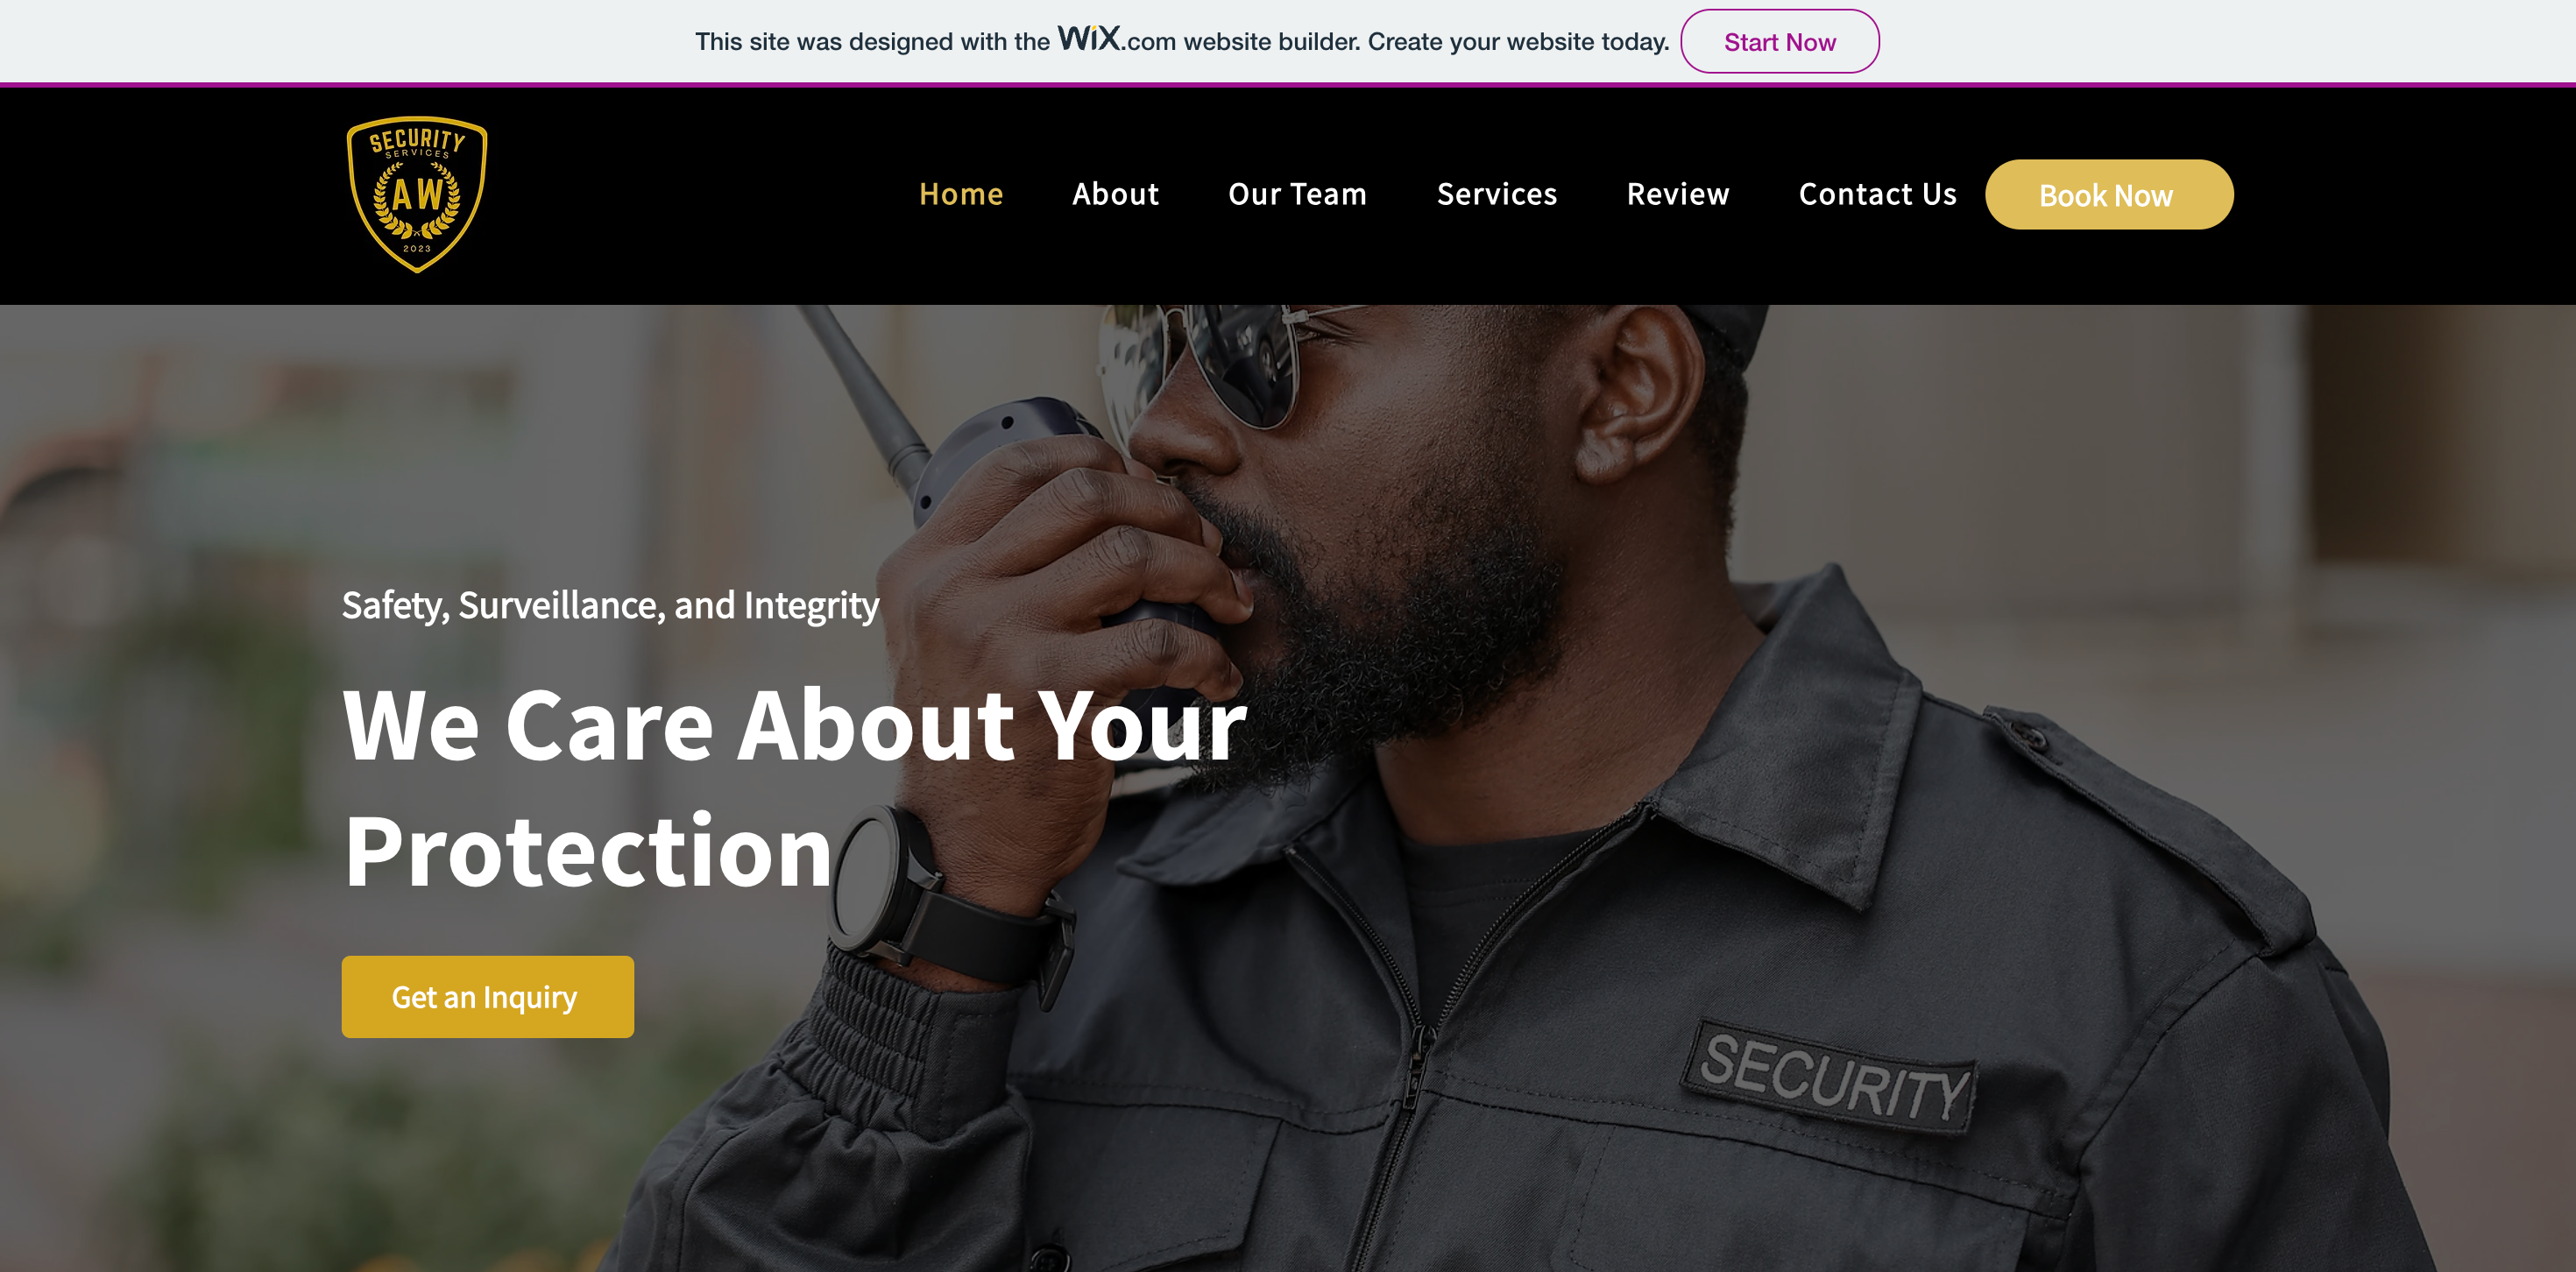 This site was designed with the WiX.com website builder. Create your website today.
Start Now
SECURITY
SERVICES
AW
2023
Home
About
Our Team
Services
Review
Contact Us
Book Now
Safety, Surveillance, and Integrity
We Care About Your
Protection
Get an Inquiry
SECURITY